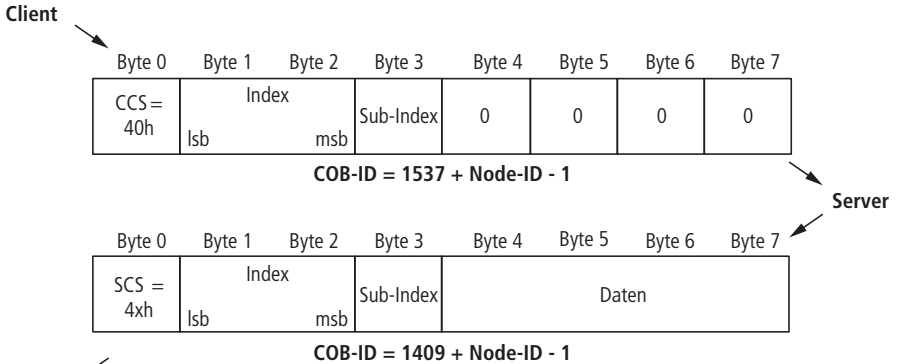 Client
Byte 0 Byte 1 Byte 2 Byte 3 Byte 4 Byte 5 Byte 6 Byte 7
CCS =
40h
Index
lsb msb
Sub-Index
0 0 0 0
COB-ID = 1537 + Node-ID - 1
Server
Byte 0 Byte 1 Byte 2 Byte 3 Byte 4 Byte 5 Byte 6 Byte 7
SCS =
4xh
Index
lsb msb
Sub-Index
Daten
COB-ID = 1409 + Node-ID - 1